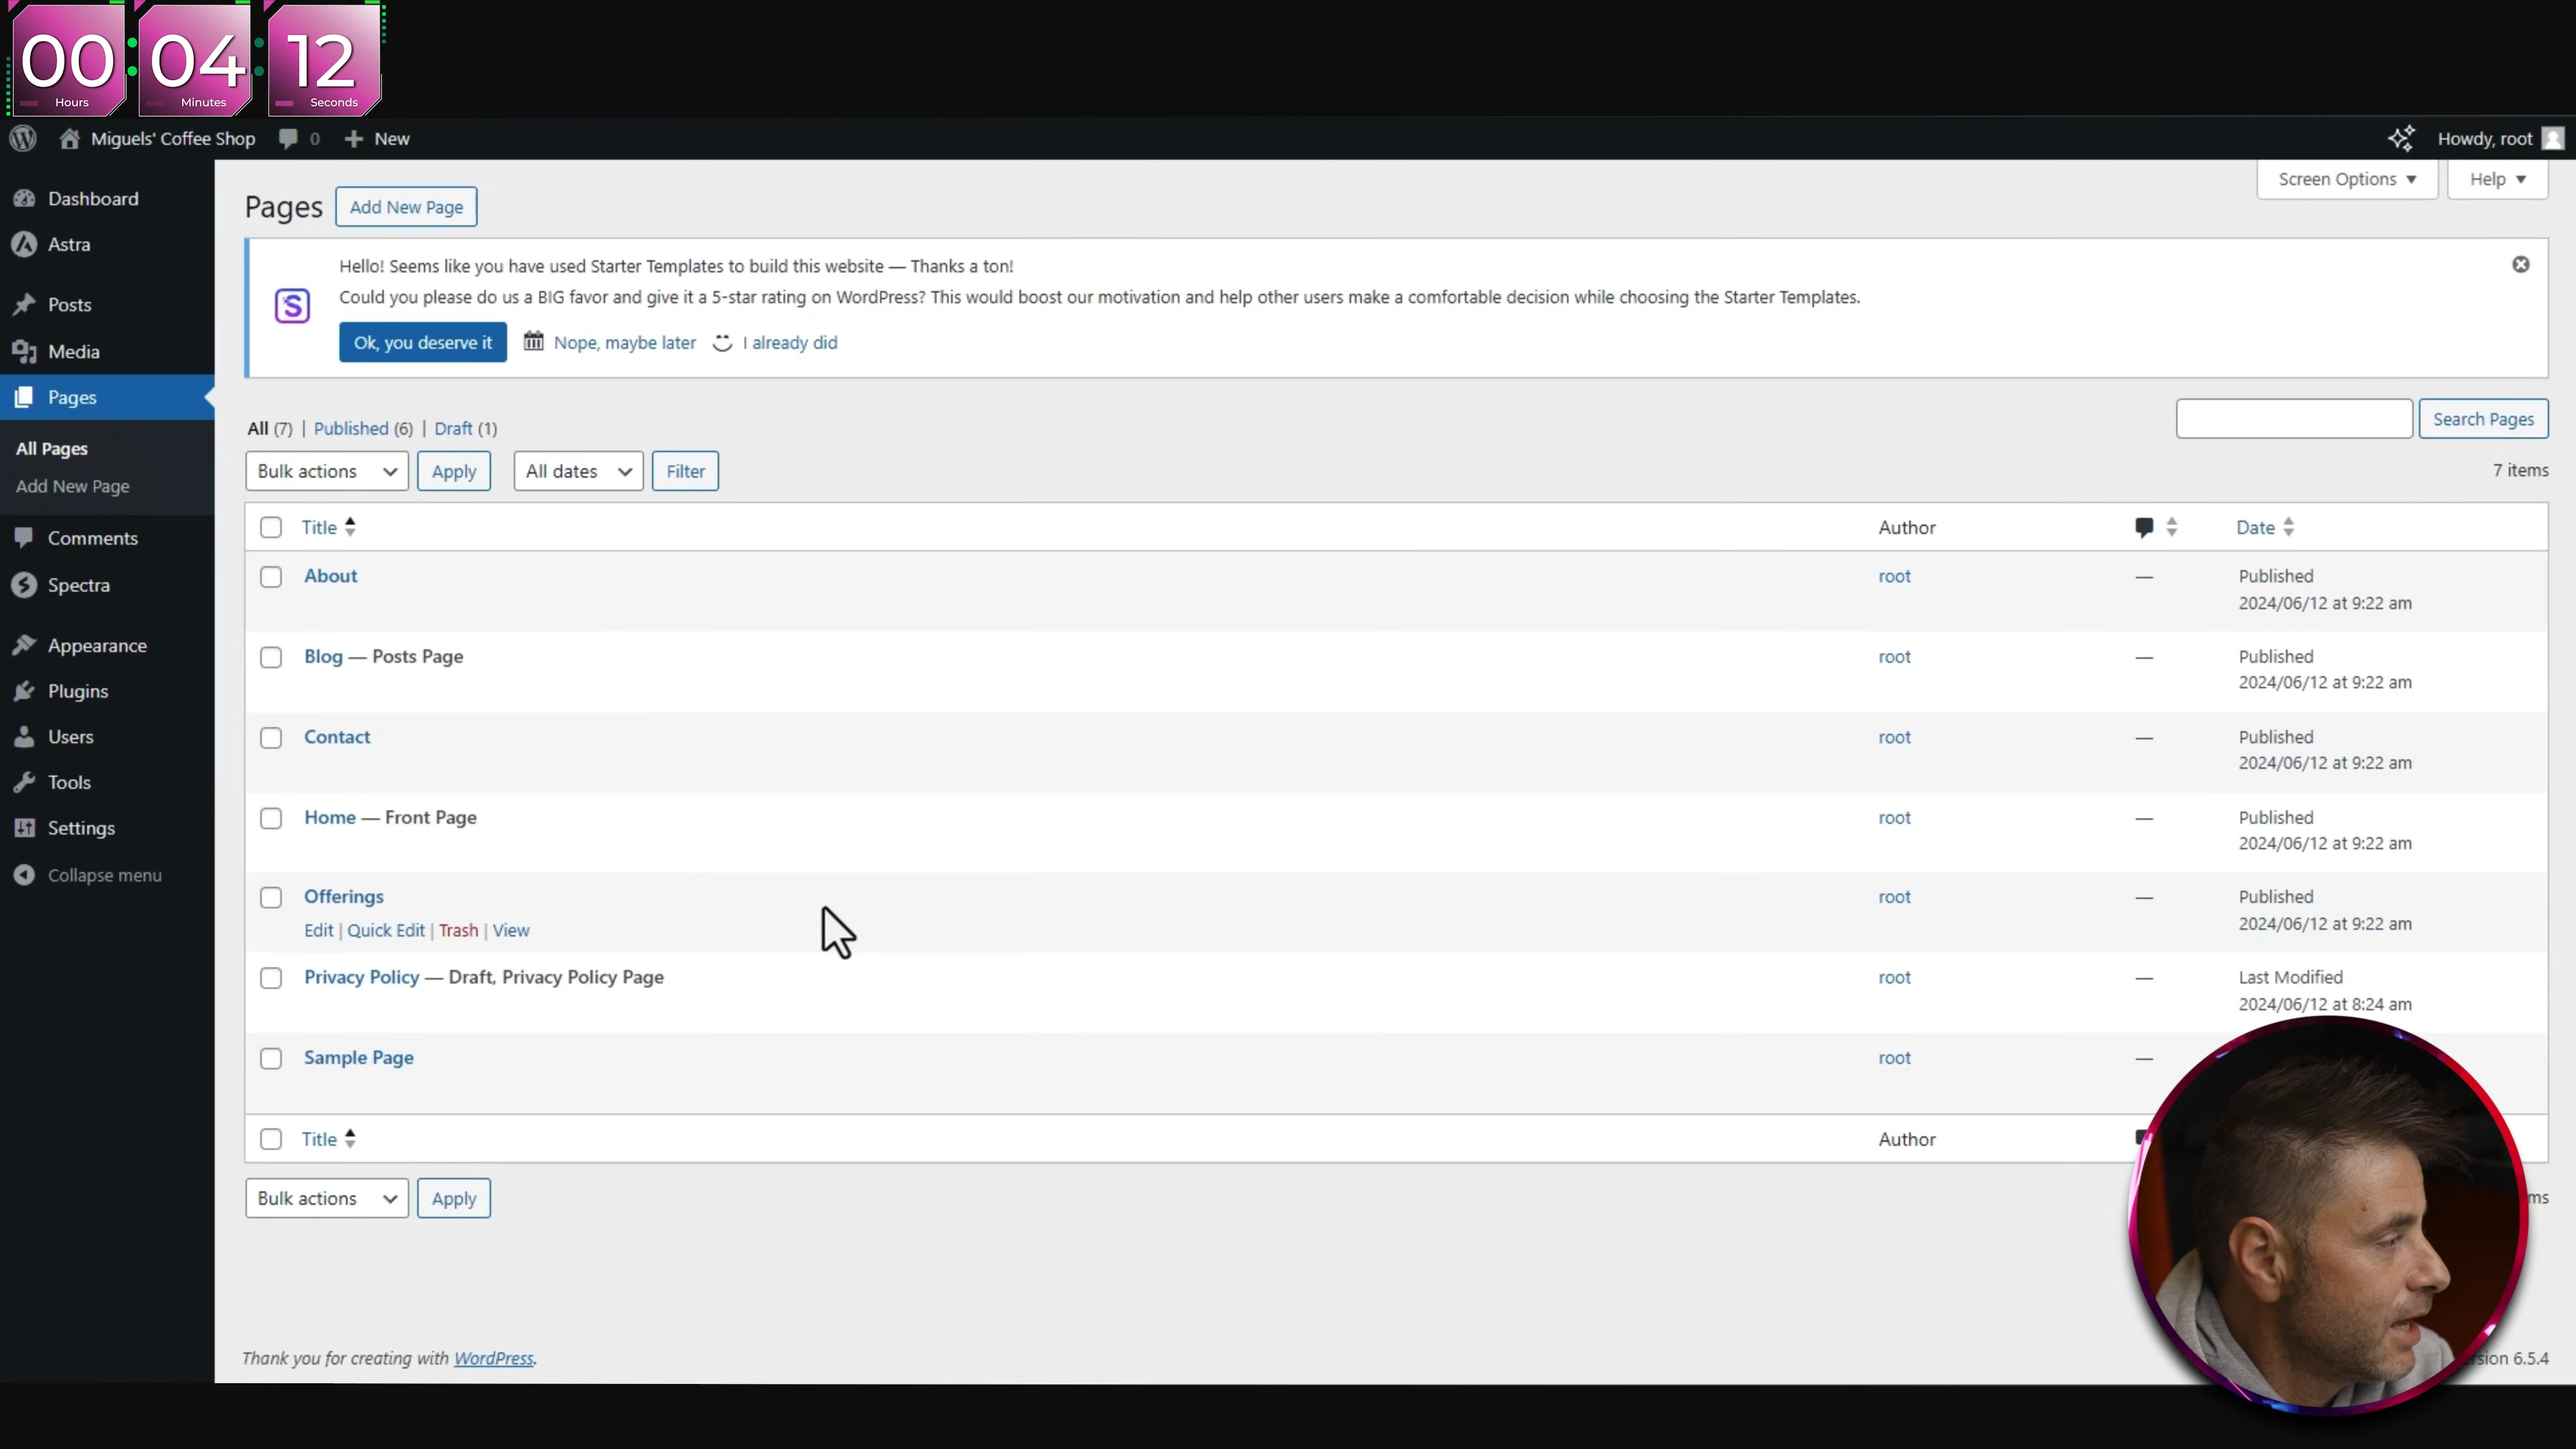 00 : 04 : 12
Hours Minutes Seconds
Miguels' Coffee Shop 0 New Howdy, root
Dashboard
Astra
Posts
Media
Pages
All Pages
Add New Page
Comments
Spectra
Appearance
Plugins
Users
Tools
Settings
Collapse menu
Screen Options Help
Pages Add New Page
Hello! Seems like you have used Starter Templates to build this website — Thanks a ton!
Could you please do us a BIG favor and give it a 5-star rating on WordPress? This would boost our motivation and help other users make a comfortable decision while choosing the Starter Templates.
Ok, you deserve it Nope, maybe later I already did
All (7) | Published (6) | Draft (1) Search Pages
Bulk actions Apply All dates Filter 7 items
Title Author Date
About root — Published
2024/06/12 at 9:22 am
Blog — Posts Page root — Published
2024/06/12 at 9:22 am
Contact root — Published
2024/06/12 at 9:22 am
Home — Front Page root — Published
2024/06/12 at 9:22 am
Offerings root — Published
Edit | Quick Edit | Trash | View 2024/06/12 at 9:22 am
Privacy Policy — Draft, Privacy Policy Page root — Last Modified
2024/06/12 at 8:24 am
Sample Page root —
Title Author
Bulk actions Apply
Thank you for creating with WordPress. 6.5.4